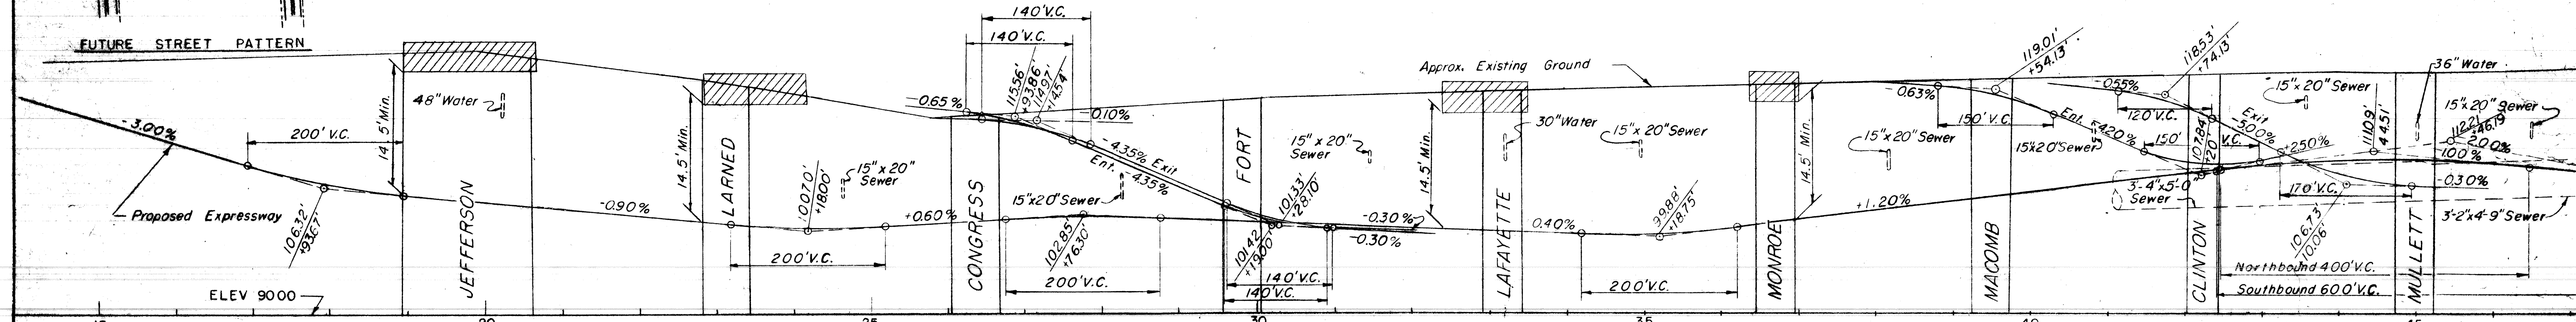 FUTURE STREET PATTERN
-3.00%
Proposed Expressway
200' V.C.
106.32'
+93.67'
14.5' Min.
48" Water
JEFFERSON
ELEV 90.00
-0.90%
14.5' Min.
LARNED
200' V.C.
100.70'
+18.00'
15" x 20"
Sewer
+0.60%
CONGRESS
140' V.C.
140' V.C.
-0.65%
115.56'
+93.86'
114.97'
+14.54'
-0.10%
-4.35% Exit
Ent. -4.35%
15"x20" Sewer
102.85'
+76.30'
200' V.C.
FORT
101.42'
+19.00'
101.33'
+28.10'
140' V.C.
140' V.C.
15" x 20"
Sewer
-0.30%
-0.30%
Approx. Existing Ground
14.5' Min.
LAFAYETTE
30" Water
15" x 20" Sewer
0.40%
99.88'
+18.75'
200' V.C.
MONROE
14.5' Min.
15" x 20" Sewer
+1.20%
-0.63%
150' V.C.
119.01'
+54.13'
MACOMB
Ent.
-4.20%
15"x20" Sewer
-0.55%
120' V.C.
118.53'
+74.13'
150'
V.C.
Exit
-5.00%
107.84'
+20'
3-4"x5'-0"
Sewer
CLINTON
+2.50%
15"x 20" Sewer
170' V.C.
106.73'
+10.06'
110.9'
+44.51'
36" Water
15"x 20" Sewer
112.21'
+46.19'
-2.00%
1.00%
-0.30%
3-2"x4'-9" Sewer
MULLETT
Northbound 400' V.C.
Southbound 600' V.C.
20
25
30
35
40
45